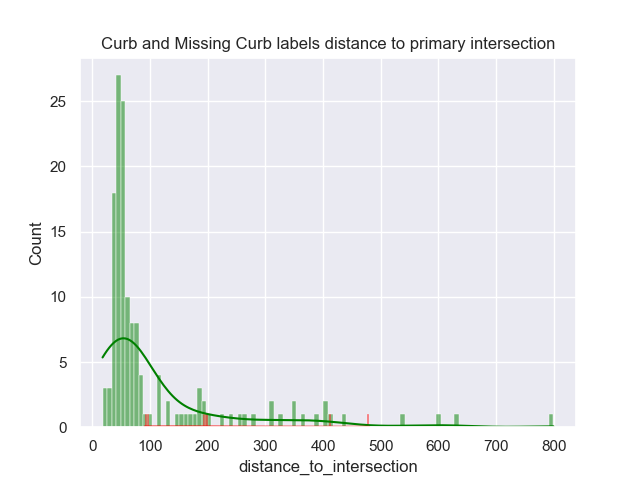 Curb and Missing Curb labels distance to primary intersection
25
20
15
10
5
0
Count
0 100 200 300 400 500 600 700 800
distance_to_intersection